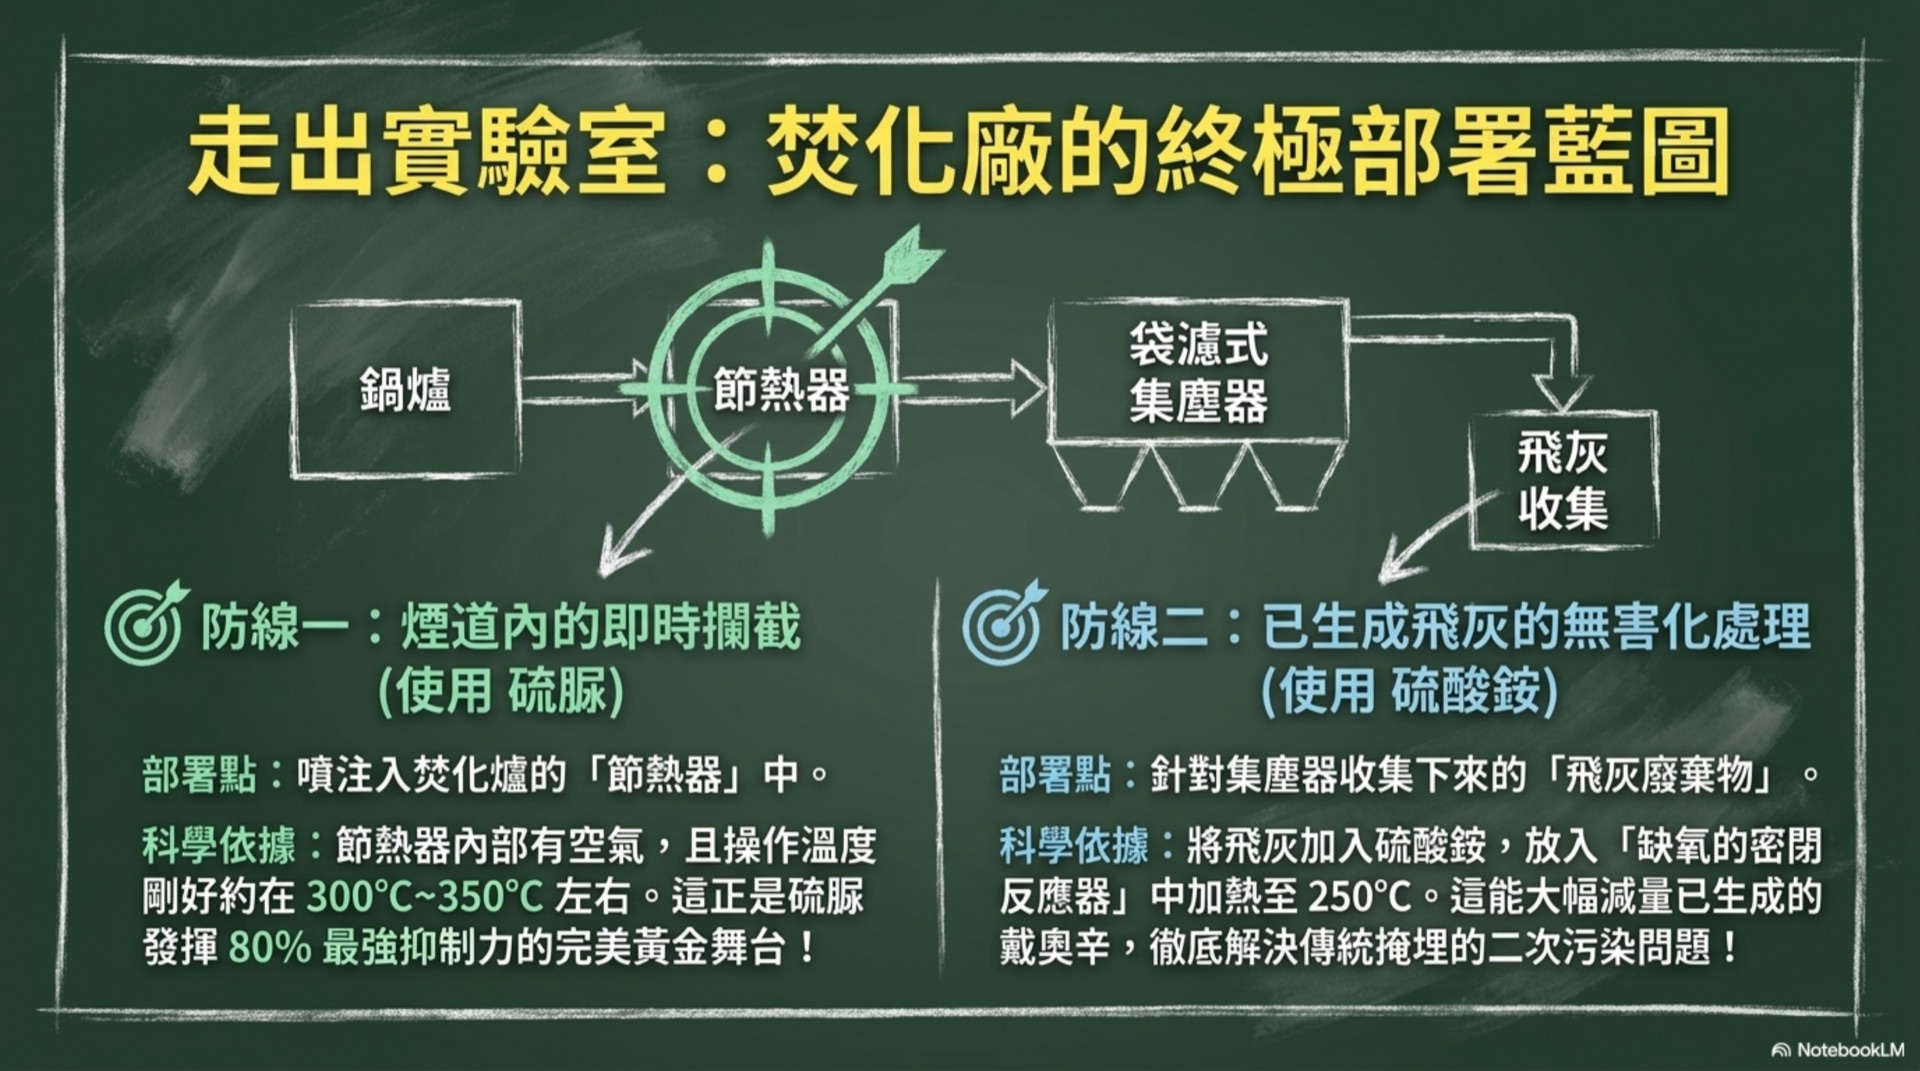 走出實驗室：焚化廠的終極部署藍圖
鍋爐
節熱器
袋濾式
集塵器
飛灰
收集
防線一：煙道內的即時攔截
(使用 硫脲)
部署點：噴注入焚化爐的「節熱器」中。
科學依據：節熱器內部有空氣，且操作溫度
剛好約在 300°C~350°C 左右。這正是硫脲
發揮 80% 最強抑制力的完美黃金舞台！
防線二：已生成飛灰的無害化處理
(使用 硫酸銨)
部署點：針對集塵器收集下來的「飛灰廢棄物」。
科學依據：將飛灰加入硫酸銨，放入「缺氧的密閉
反應器」中加熱至 250°C。這能大幅減量已生成的
戴奧辛，徹底解決傳統掩埋的二次污染問題！
NotebookLM